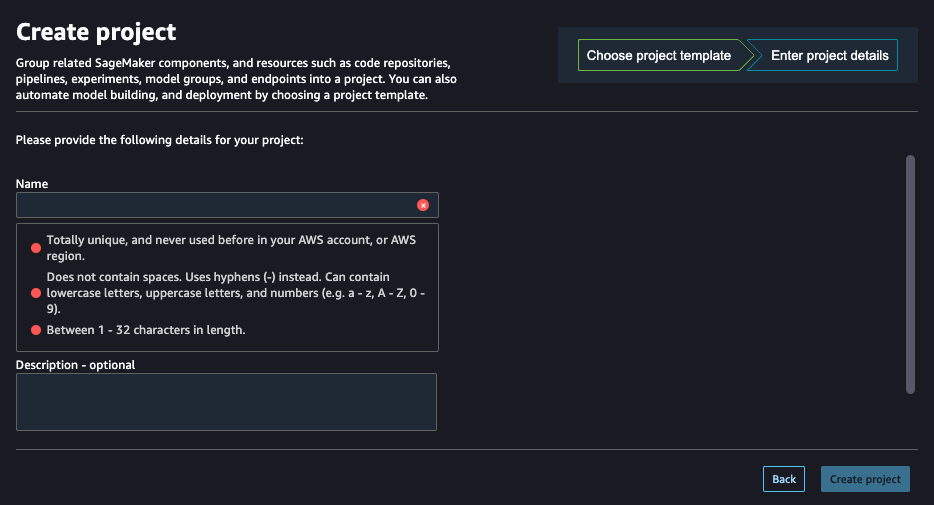 Create project
Group related SageMaker components, and resources such as code repositories,
pipelines, experiments, model groups, and endpoints into a project. You can also
automate model building, and deployment by choosing a project template.
Choose project template
Enter project details
Please provide the following details for your project:
Name
Totally unique, and never used before in your AWS account, or AWS
region.
Does not contain spaces. Uses hyphens (-) instead. Can contain
lowercase letters, uppercase letters, and numbers (e.g. a - z, A - Z, 0 -
9).
Between 1 - 32 characters in length.
Description - optional
Back
Create project